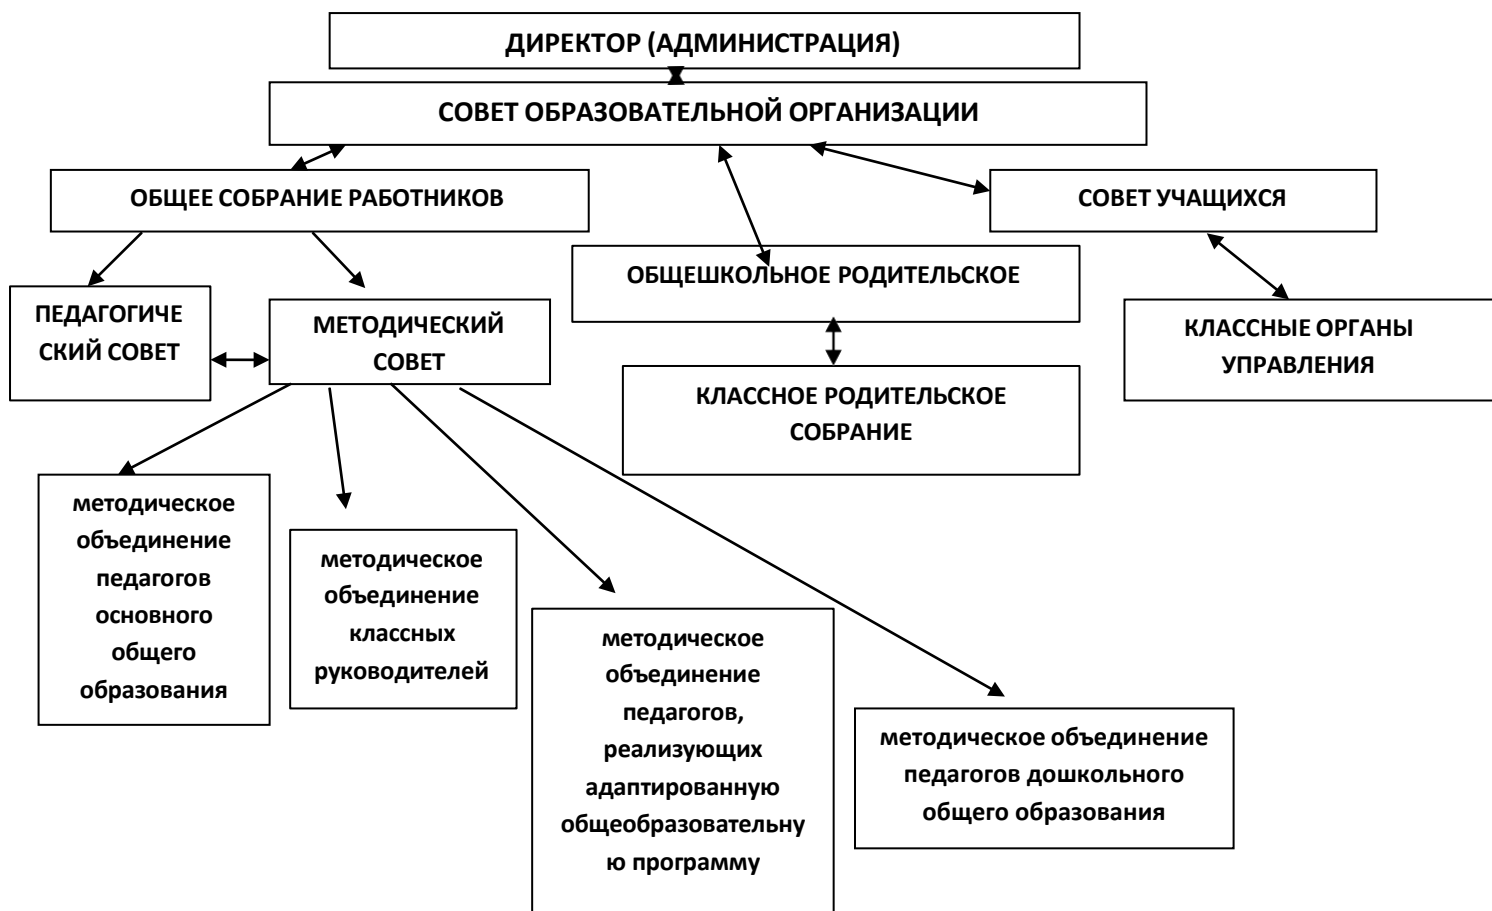 ДИРЕКТОР (АДМИНИСТРАЦИЯ)
СОВЕТ ОБРАЗОВАТЕЛЬНОЙ ОРГАНИЗАЦИИ
ОБЩЕЕ СОБРАНИЕ РАБОТНИКОВ
СОВЕТ УЧАЩИХСЯ
ОБЩЕШКОЛЬНОЕ РОДИТЕЛЬСКОЕ
ПЕДАГОГИЧЕ
СКИЙ СОВЕТ
МЕТОДИЧЕСКИЙ
СОВЕТ
КЛАССНЫЕ ОРГАНЫ
УПРАВЛЕНИЯ
КЛАССНОЕ РОДИТЕЛЬСКОЕ
СОБРАНИЕ
методическое
объединение
педагогов
основного
общего
образования
методическое
объединение
классных
руководителей
методическое
объединение
педагогов,
реализующих
адаптированную
общеобразовательну
ю программу
методическое объединение
педагогов дошкольного
общего образования